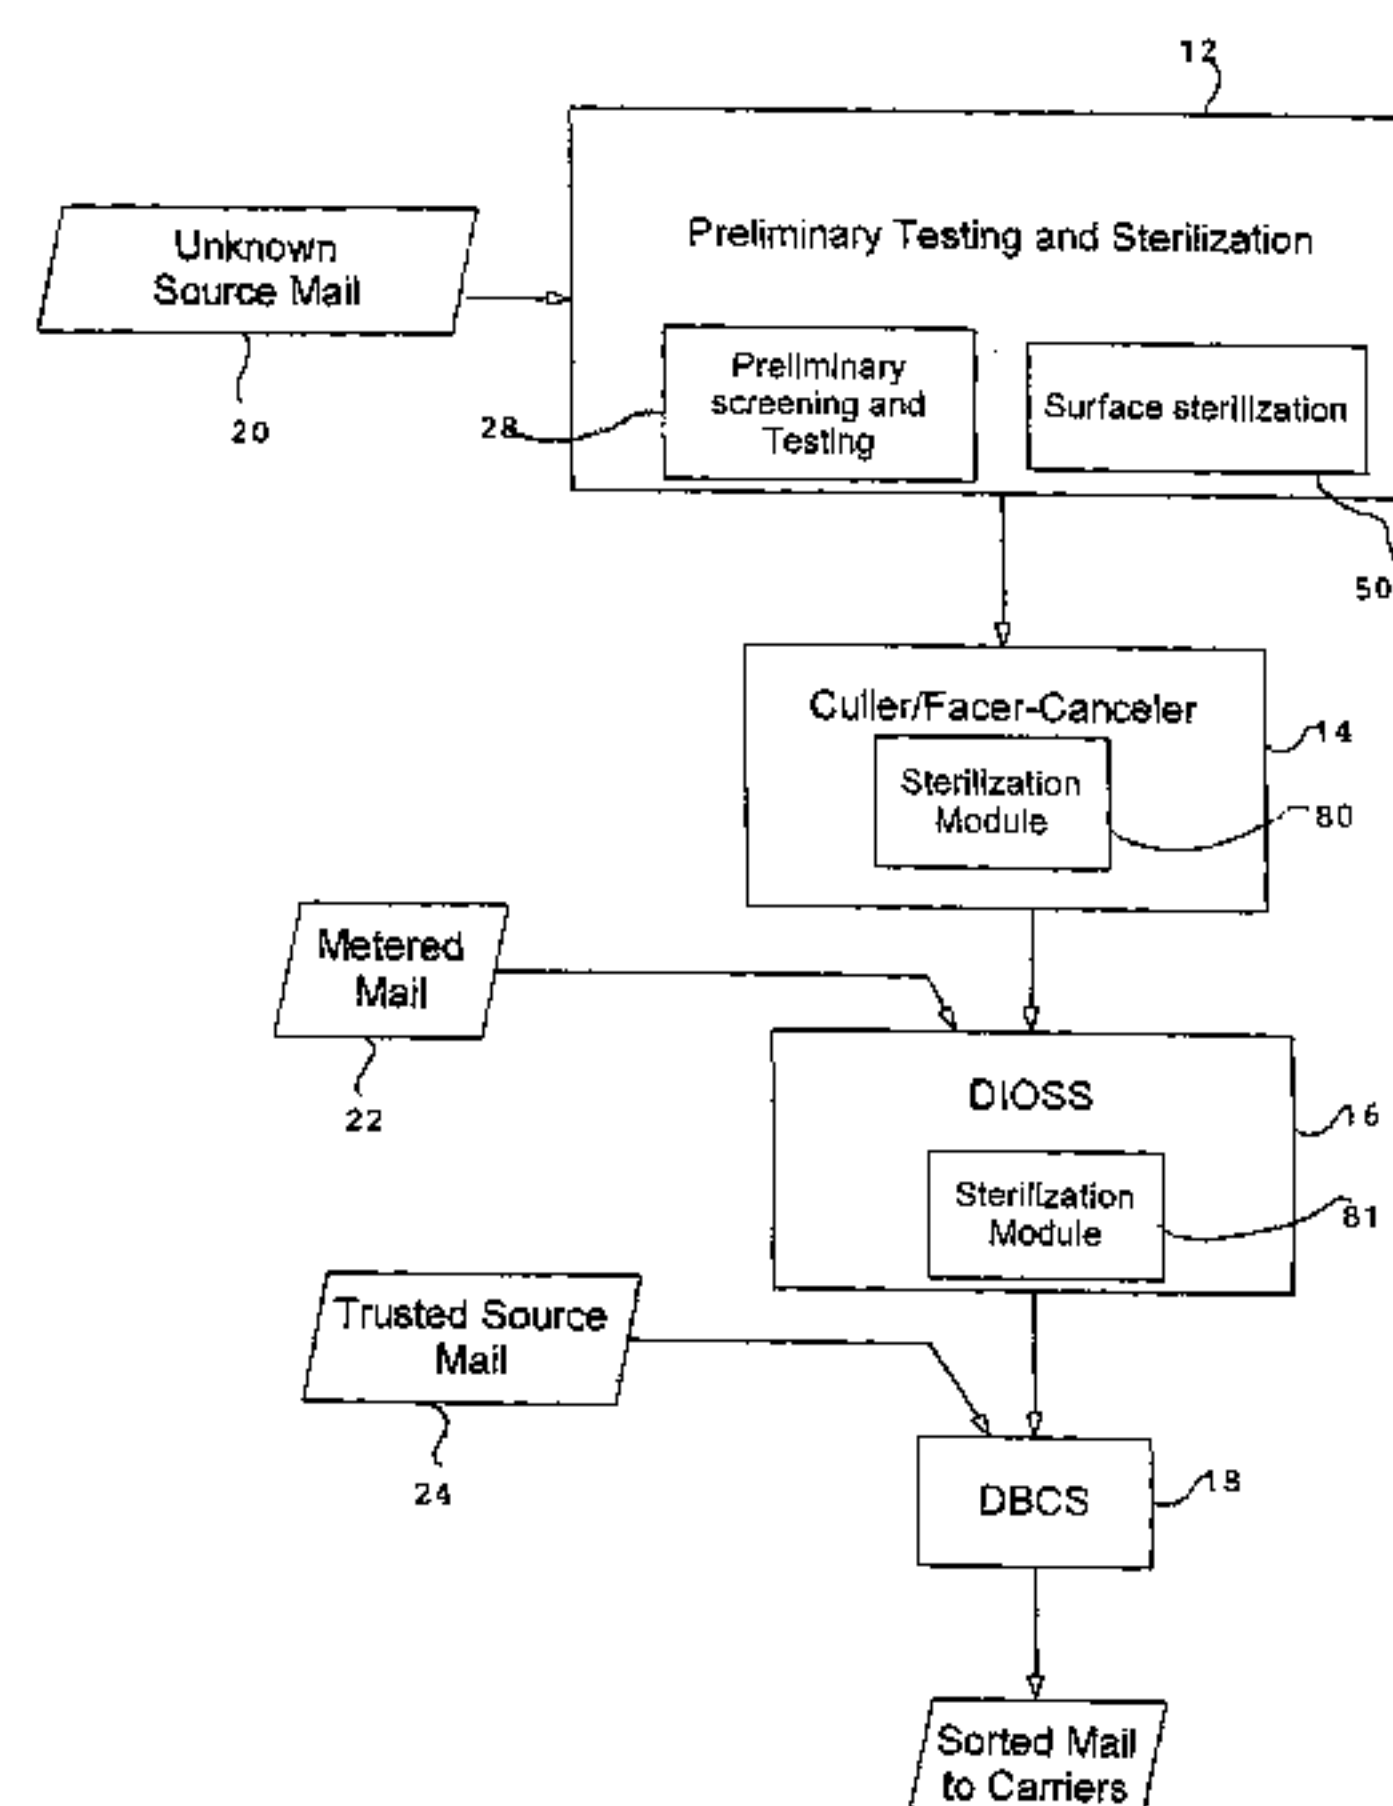 12
Unknown
Source Mail
20
Preliminary Testing and Sterilization
Preliminary
screening and
Testing
28
Surface sterilization
50
Culler/Facer-Canceler
14
Sterilization
Module
80
Metered
Mail
22
DIOSS
16
Sterilization
Module
81
Trusted Source
Mail
24
DBCS
18
Sorted Mail
to Carriers